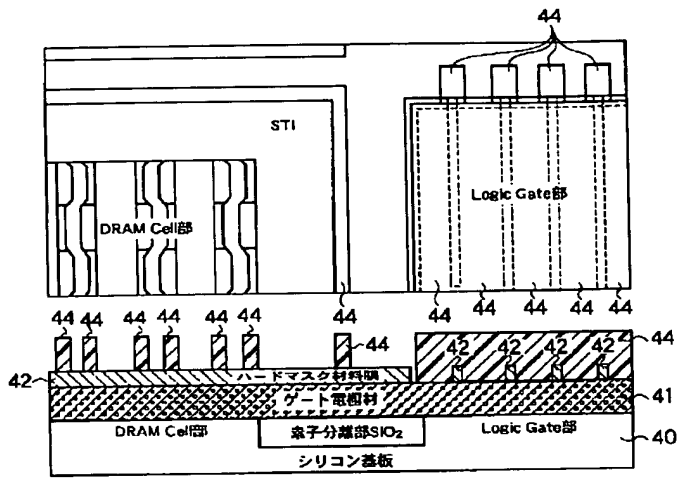 44
STI
Logic Gate部
DRAM Cell部
44 44 44 44 44 44
44 44 44 44 44 44
44
42 42 42 42
44
42
ハードマスク材料膜
ゲート電極材
41
DRAM Cell部
素子分離部SiO₂
Logic Gate部
40
シリコン基板